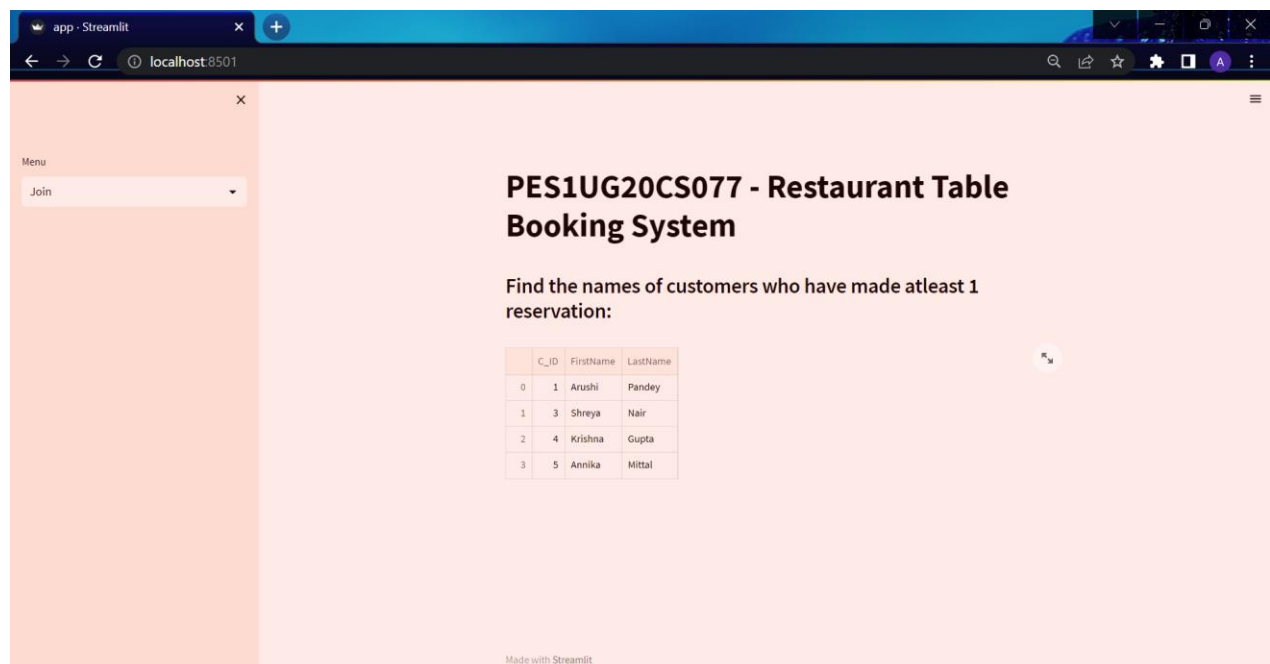 app · Streamlit
localhost:8501
A
Menu
Join
PES1UG20CS077 - Restaurant Table
Booking System
Find the names of customers who have made atleast 1
reservation:
C_ID FirstName LastName
0 1 Arushi Pandey
1 3 Shreya Nair
2 4 Krishna Gupta
3 5 Annika Mittal
Made with Streamlit